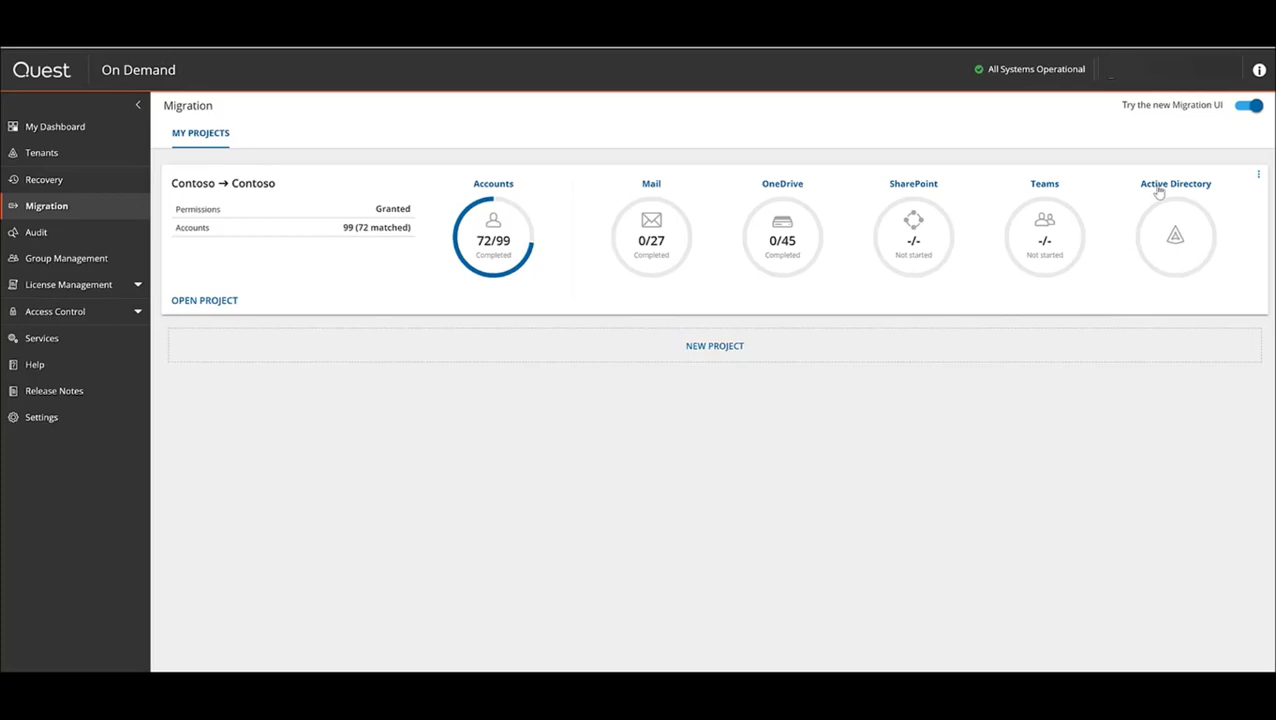 Quest On Demand All Systems Operational
Migration Try the new Migration UI
MY PROJECTS
My Dashboard
Tenants
Recovery
Migration
Audit
Group Management
License Management
Access Control
Services
Help
Release Notes
Settings
Contoso → Contoso
Permissions Granted
Accounts 99 (72 matched)
OPEN PROJECT
Accounts
72/99
Completed
Mail
0/27
Completed
OneDrive
0/45
Completed
SharePoint
-/-
Not started
Teams
-/-
Not started
Active Directory
NEW PROJECT